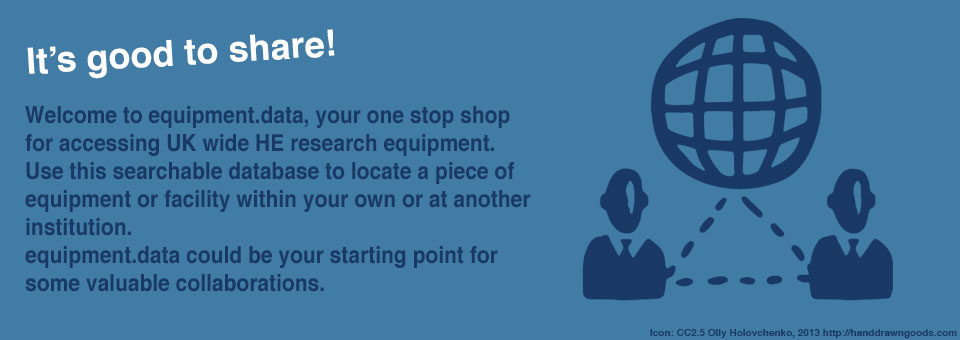 It's good to share!
Welcome to equipment.data, your one stop shop
for accessing UK wide HE research equipment.
Use this searchable database to locate a piece of
equipment or facility within your own or at another
institution.
equipment.data could be your starting point for
some valuable collaborations.
Icon: CC2.5 Olly Holovchenko, 2013 http://handdrawngoods.com